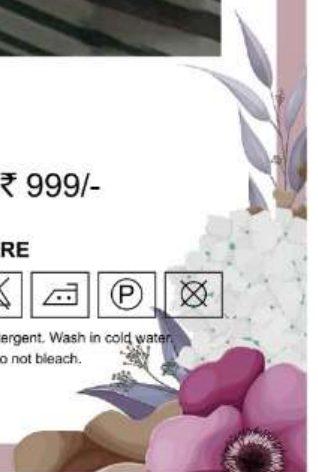 ₹ 999/-
RE
P
ergent. Wash in cold water.
o not bleach.